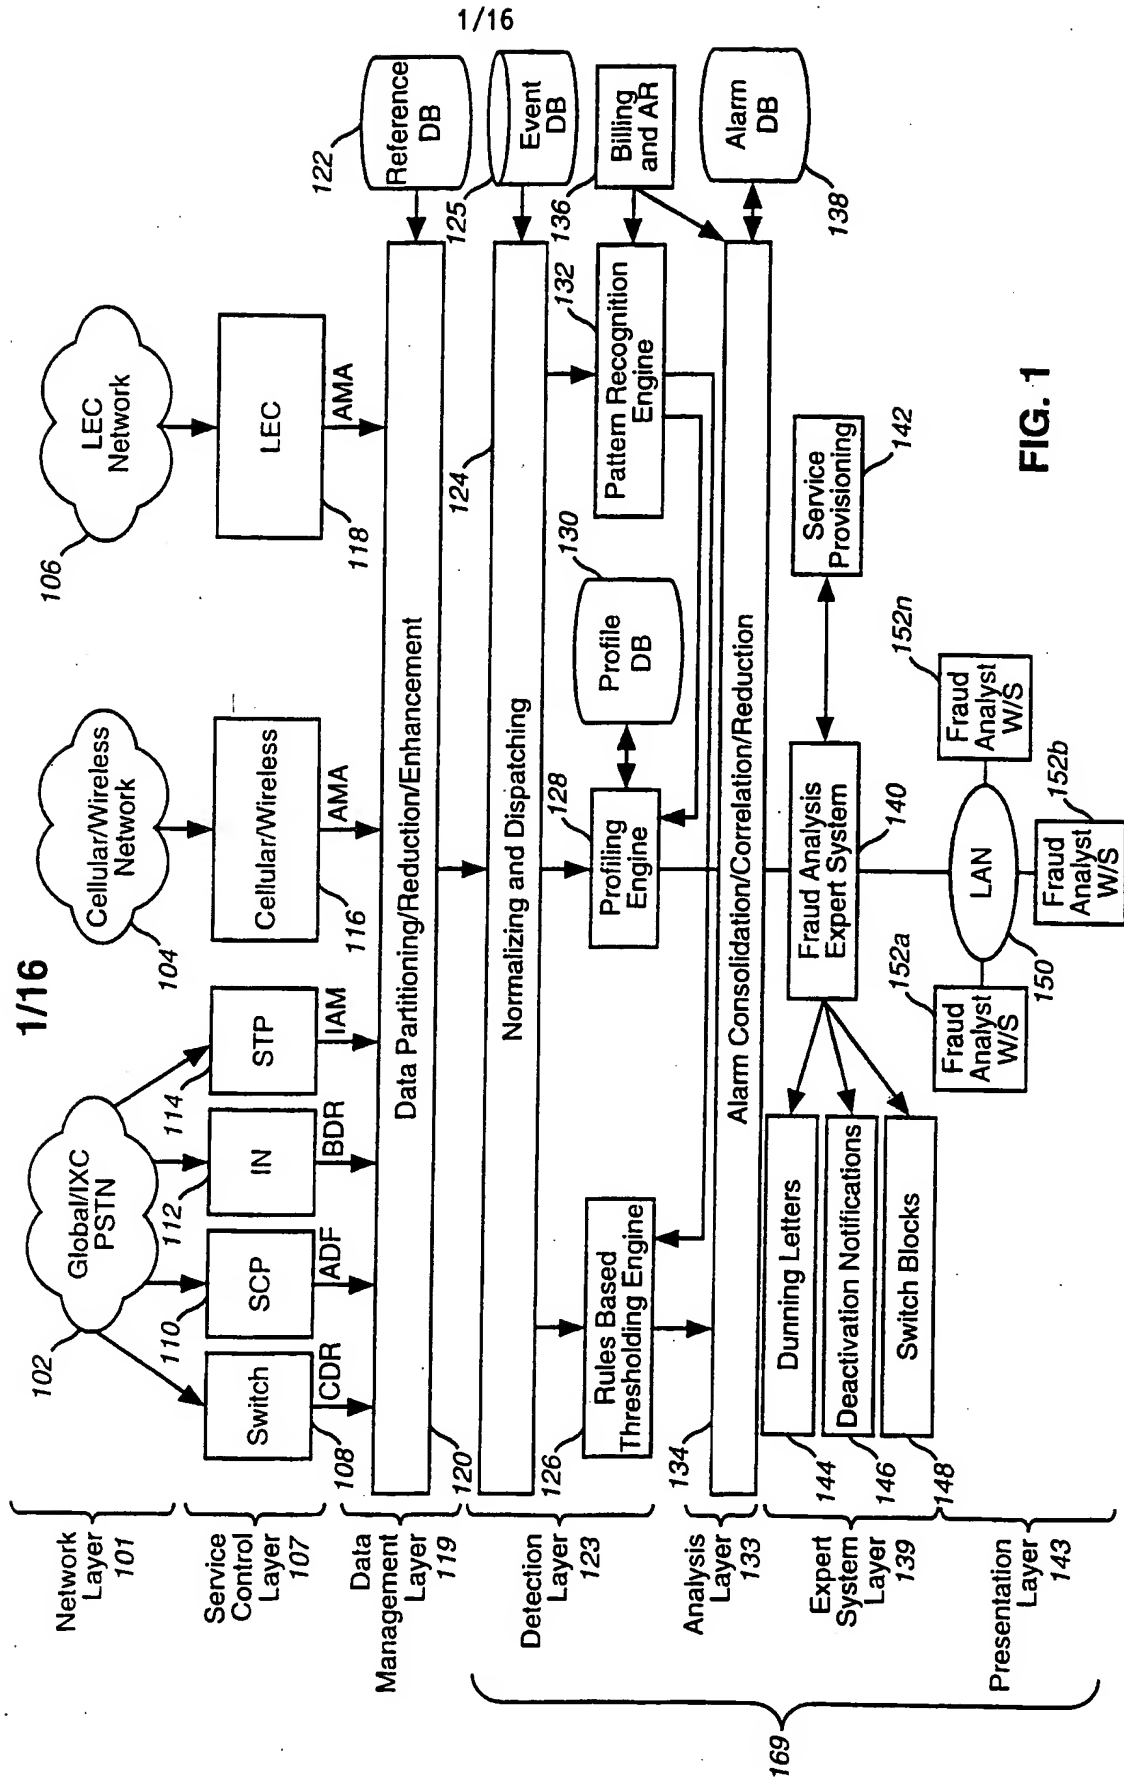 1/16
1/16
Network
Layer
101
Global/IXC
PSTN
102
Cellular/Wireless
Network
104
LEC
Network
106
Service
Control
Layer
107
Switch
108
SCP
110
IN
112
STP
114
Cellular/Wireless
116
LEC
118
CDR
ADF
BDR
IAM
AMA
AMA
Data
Management
Layer
119
Data Partitioning/Reduction/Enhancement
120
Reference
DB
122
Detection
Layer
123
Normalizing and Dispatching
124
Event
DB
125
Rules Based
Thresholding Engine
126
Profiling
Engine
128
Profile
DB
130
Pattern Recognition
Engine
132
Billing
and AR
136
Analysis
Layer
133
Alarm Consolidation/Correlation/Reduction
134
Alarm
DB
138
Expert
System
Layer
139
Dunning Letters
144
Deactivation Notifications
146
Switch Blocks
148
Fraud Analysis
Expert System
140
Service
Provisioning
142
Presentation
Layer
143
Fraud
Analyst
W/S
152a
LAN
150
Fraud
Analyst
W/S
152b
Fraud
Analyst
W/S
152n
169
FIG. 1